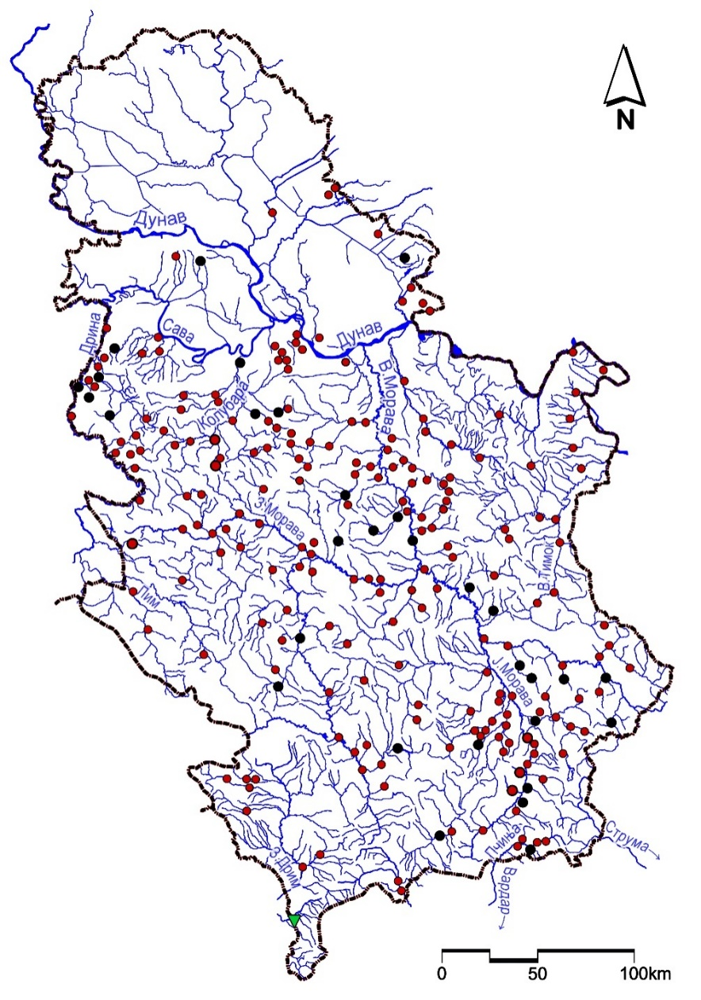 N
Дунав
Дрина
Сава
Дунав
Колубара
В.Морава
З.Морава
В.Тимок
Лим
Ј.Морава
Струма
Пчиња
З.Дрим
Вардар
0 50 100km